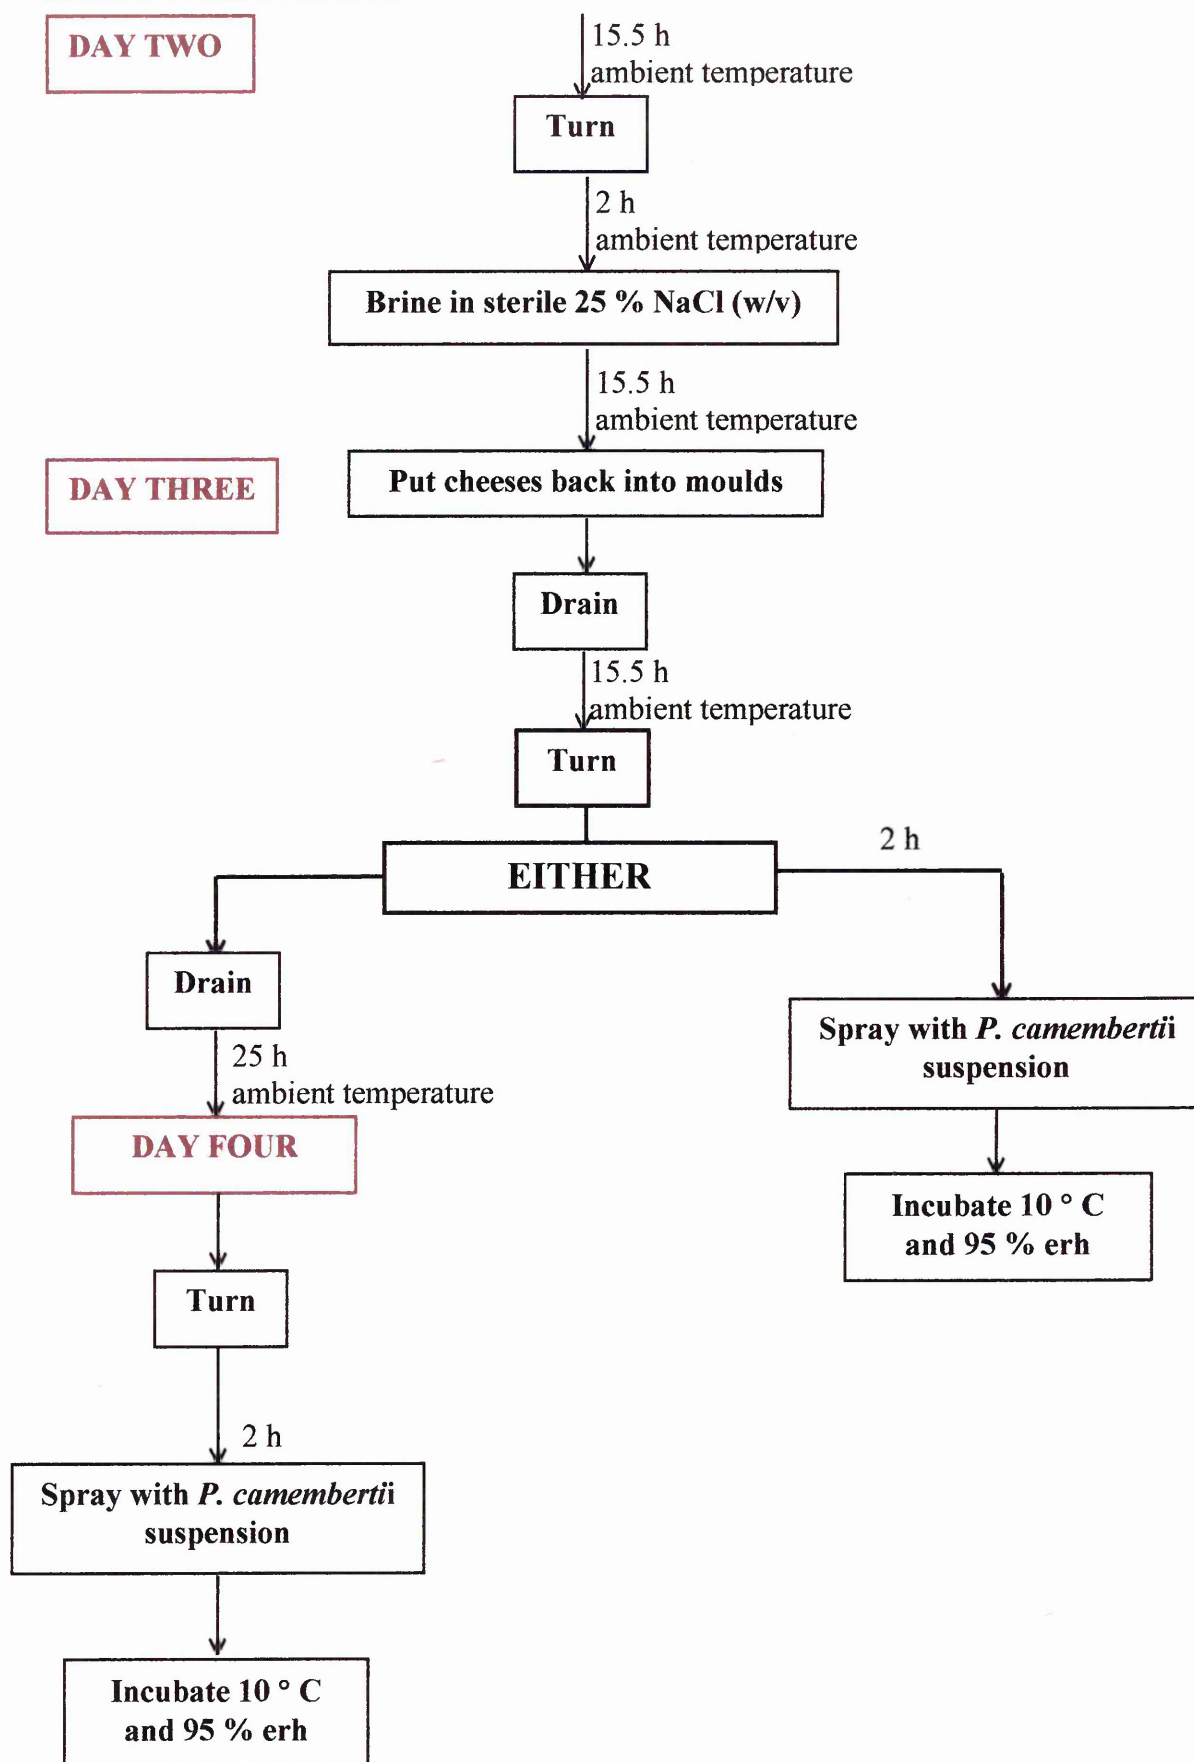 DAY TWO
15.5 h
ambient temperature
Turn
2 h
ambient temperature
Brine in sterile 25 % NaCl (w/v)
15.5 h
ambient temperature
DAY THREE
Put cheeses back into moulds
Drain
15.5 h
ambient temperature
Turn
EITHER
2 h
Drain
25 h
ambient temperature
DAY FOUR
Turn
2 h
Spray with P. camembertii
suspension
Incubate 10 ° C
and 95 % erh
Spray with P. camembertii
suspension
Incubate 10 ° C
and 95 % erh